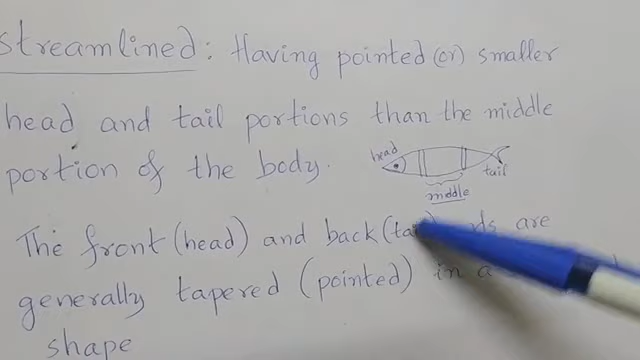 streamlined: Having pointed (or) smaller
head and tail portions than the middle
portion of the body.
head
tail
middle
The front (head) and back are
generally tapered (pointed) in a
shape